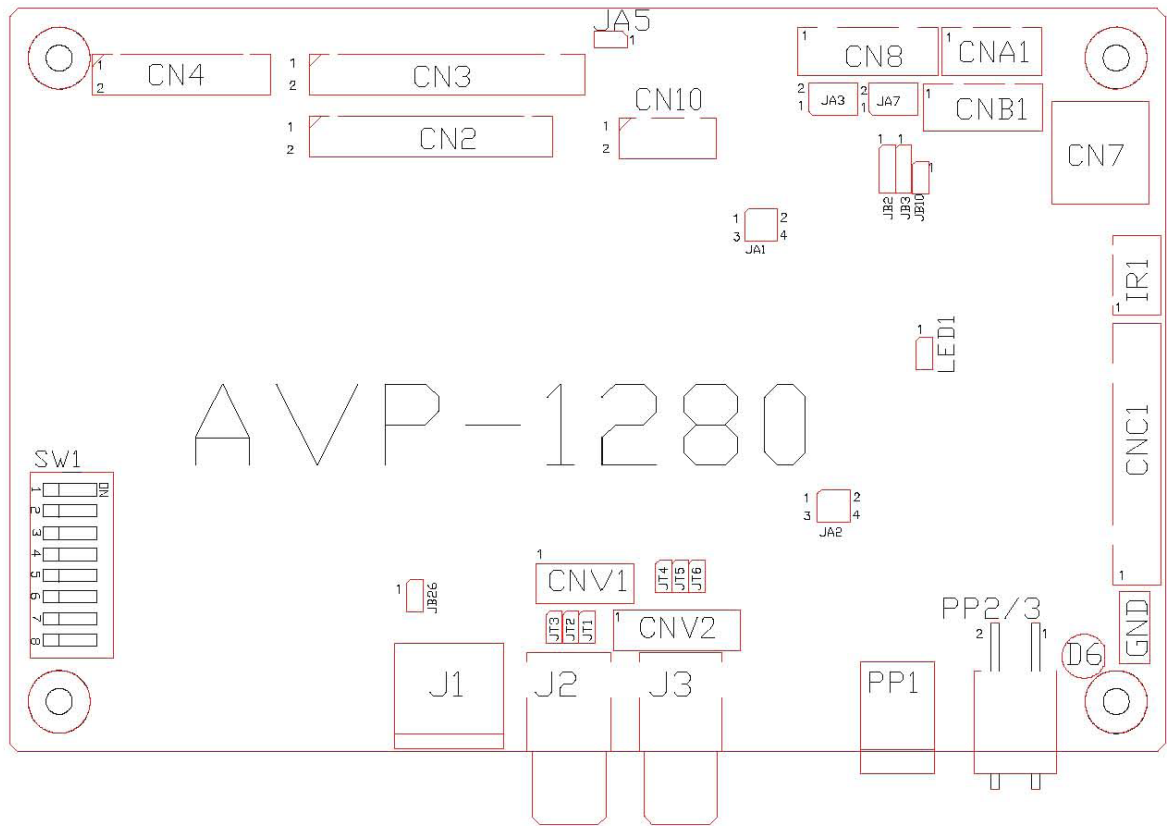 JA5
1
CN4
1
2
CN3
1
2
CN8
1
CNA1
1
CN2
1
2
CN10
1
2
JA3
2
1
JA7
2
1
CNB1
1
CN7
JB2
1
JB3
1
JB10
1
1
2
3
4
JA1
IR1
1
1
LED1
CNC1
1
AVP-1280
SW1
ON
1
2
3
4
5
6
7
8
1
2
3
4
JA2
1
JB26
1
CNV1
JT4
JT5
JT6
JT3
JT2
JT1
1
CNV2
PP2/3
2
1
GND
D6
J1
J2
J3
PP1